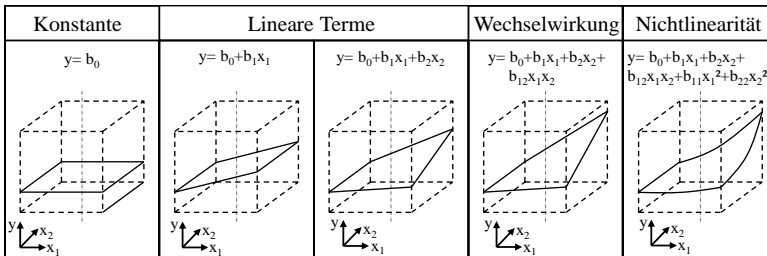 Konstante
Lineare Terme
Wechselwirkung
Nichtlinearität
y= b₀
y= b₀+b₁x₁
y= b₀+b₁x₁+b₂x₂
y= b₀+b₁x₁+b₂x₂+
b₁₂x₁x₂
y= b₀+b₁x₁+b₂x₂+
b₁₂x₁x₂+b₁₁x₁²+b₂₂x₂²
y
x₂
x₁
y
x₂
x₁
y
x₂
x₁
y
x₂
x₁
y
x₂
x₁